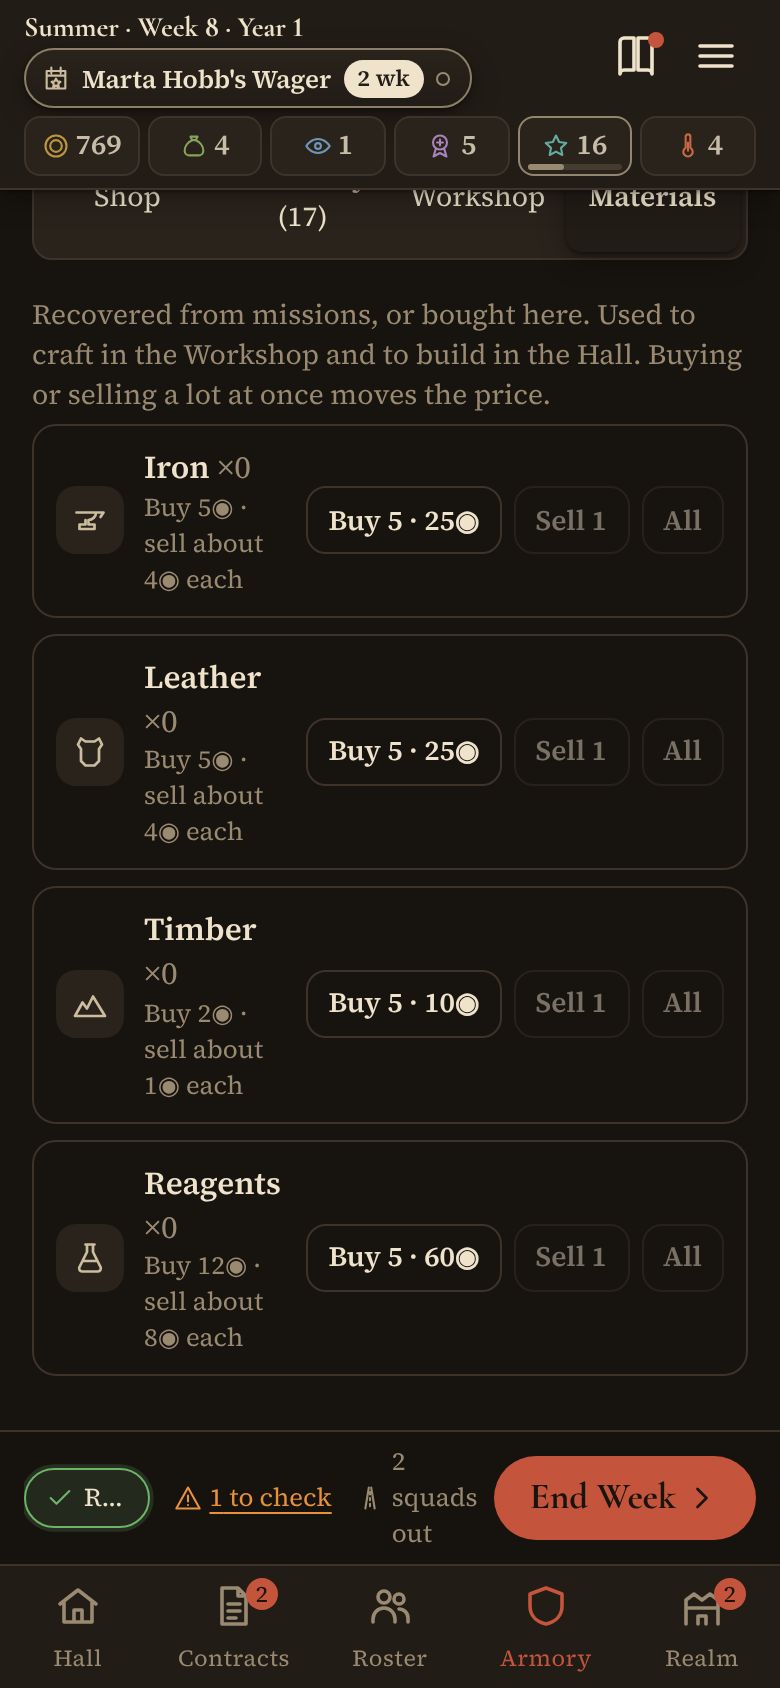 Summer · Week 8 · Year 1
Marta Hobb's Wager 2 wk
769 4 1 5 16 4
Shop (17) Workshop Materials
Recovered from missions, or bought here. Used to
craft in the Workshop and to build in the Hall. Buying
or selling a lot at once moves the price.
Iron ×0
Buy 5◉ ·
sell about
4◉ each
Buy 5 · 25◉ Sell 1 All
Leather
×0
Buy 5◉ ·
sell about
4◉ each
Buy 5 · 25◉ Sell 1 All
Timber
×0
Buy 2◉ ·
sell about
1◉ each
Buy 5 · 10◉ Sell 1 All
Reagents
×0
Buy 12◉ ·
sell about
8◉ each
Buy 5 · 60◉ Sell 1 All
R...
1 to check
2
squads
out
End Week
2 2
Hall Contracts Roster Armory Realm